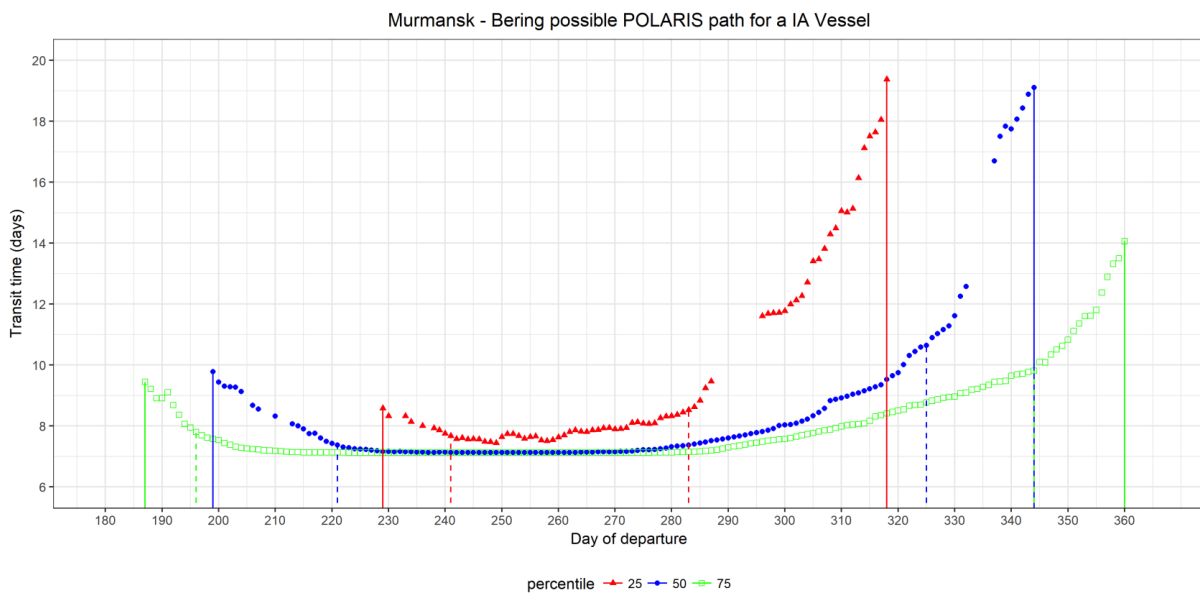 Murmansk - Bering possible POLARIS path for a IA Vessel
20
18
16
14
12
10
8
6
Transit time (days)
180 190 200 210 220 230 240 250 260 270 280 290 300 310 320 330 340 350 360
Day of departure
percentile 25 50 75